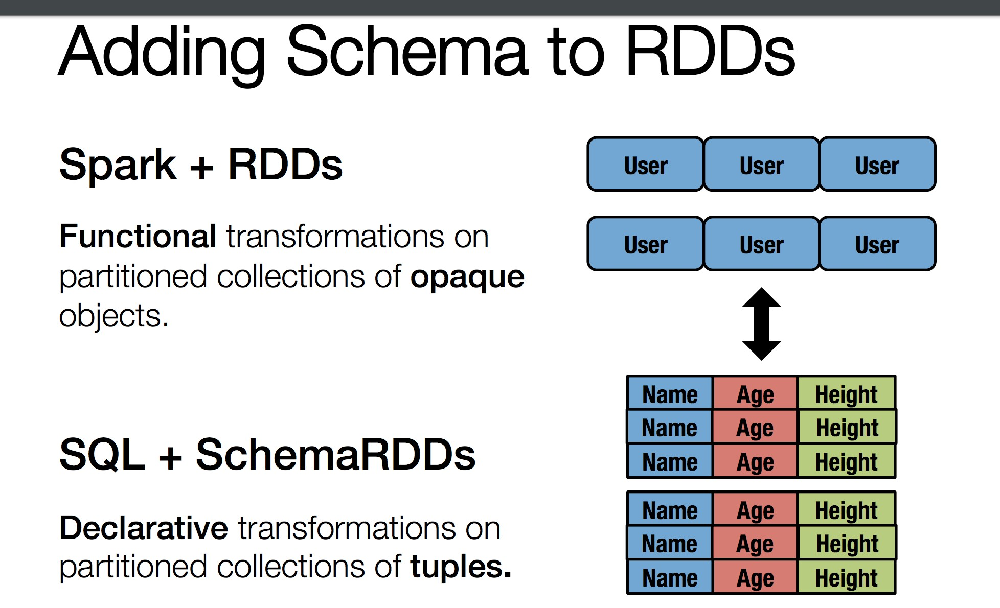 Adding Schema to RDDs
Spark + RDDs
Functional transformations on
partitioned collections of opaque
objects.
SQL + SchemaRDDs
Declarative transformations on
partitioned collections of tuples.
User User User
User User User
Name Age Height
Name Age Height
Name Age Height
Name Age Height
Name Age Height
Name Age Height